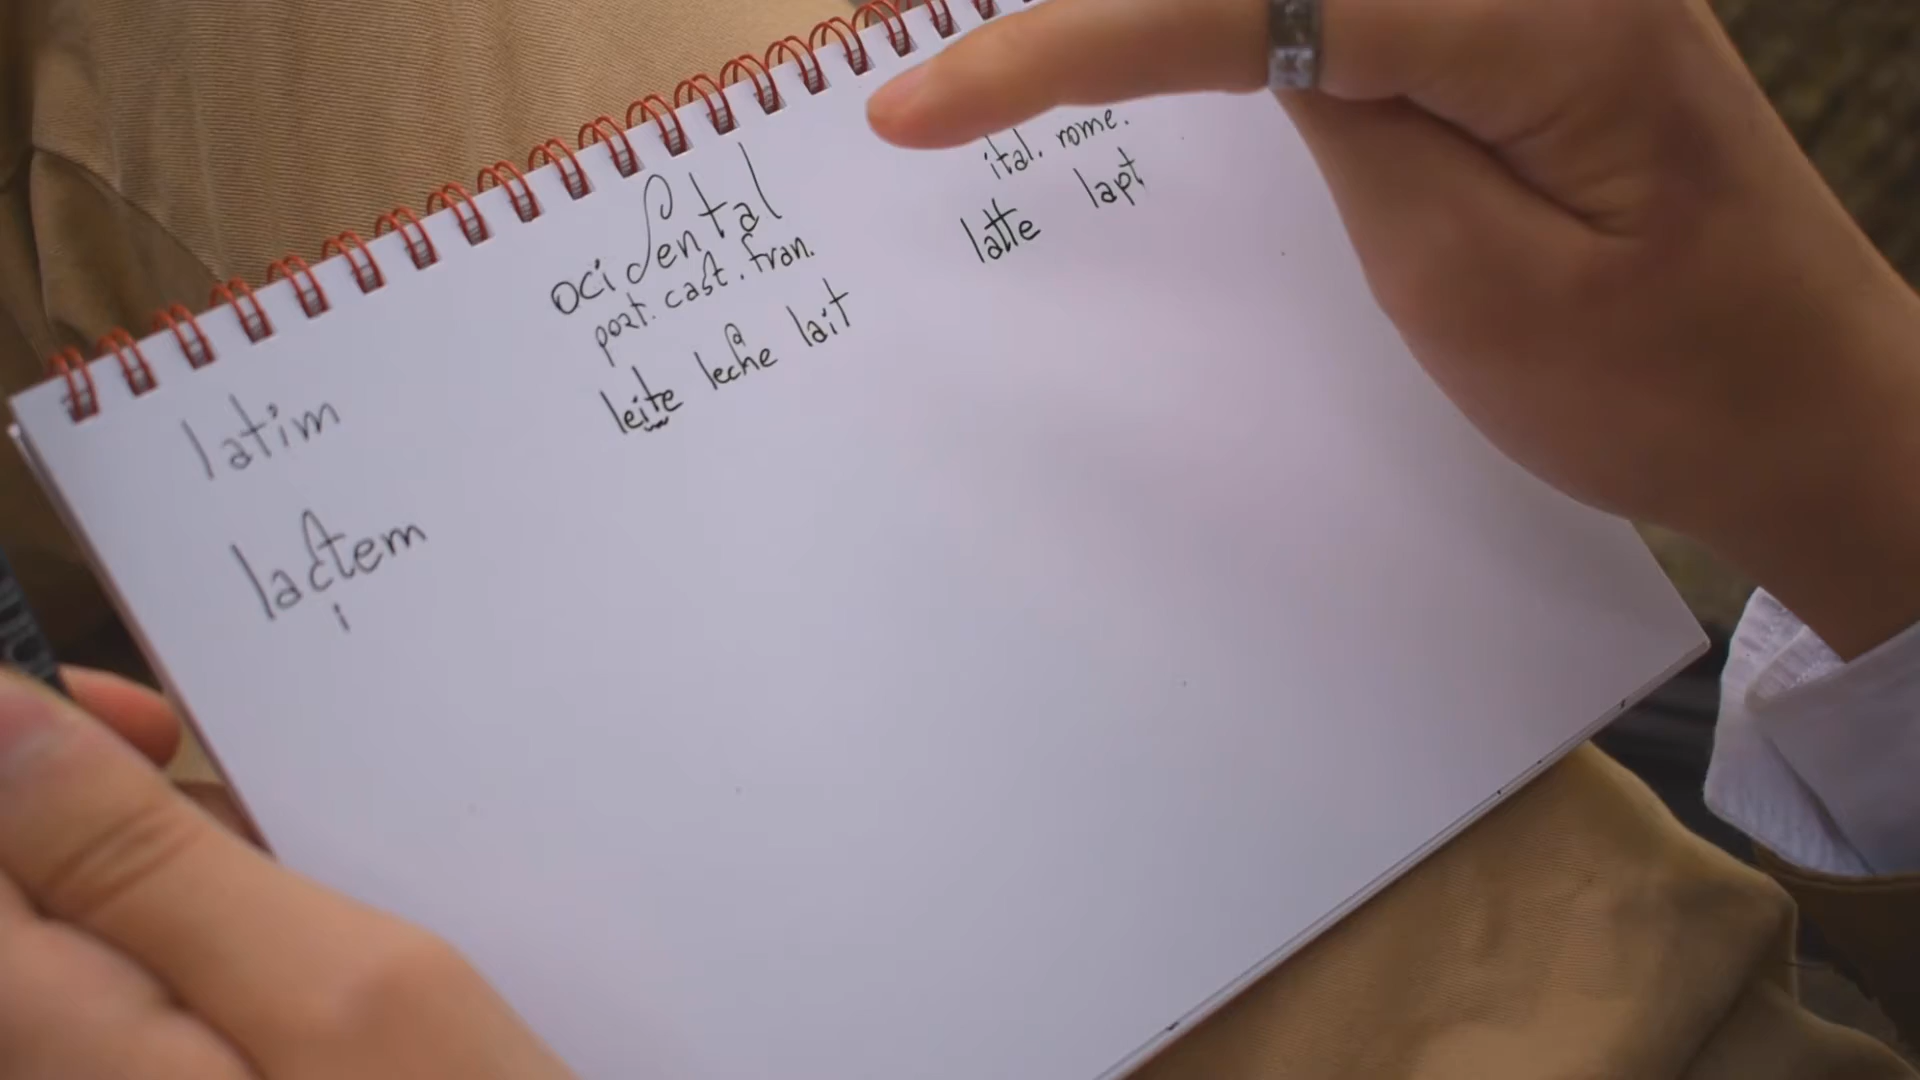 latim
lactem
i
ocidental
port. cast. fran.
leite leche lait
ital. rome.
latte lapt